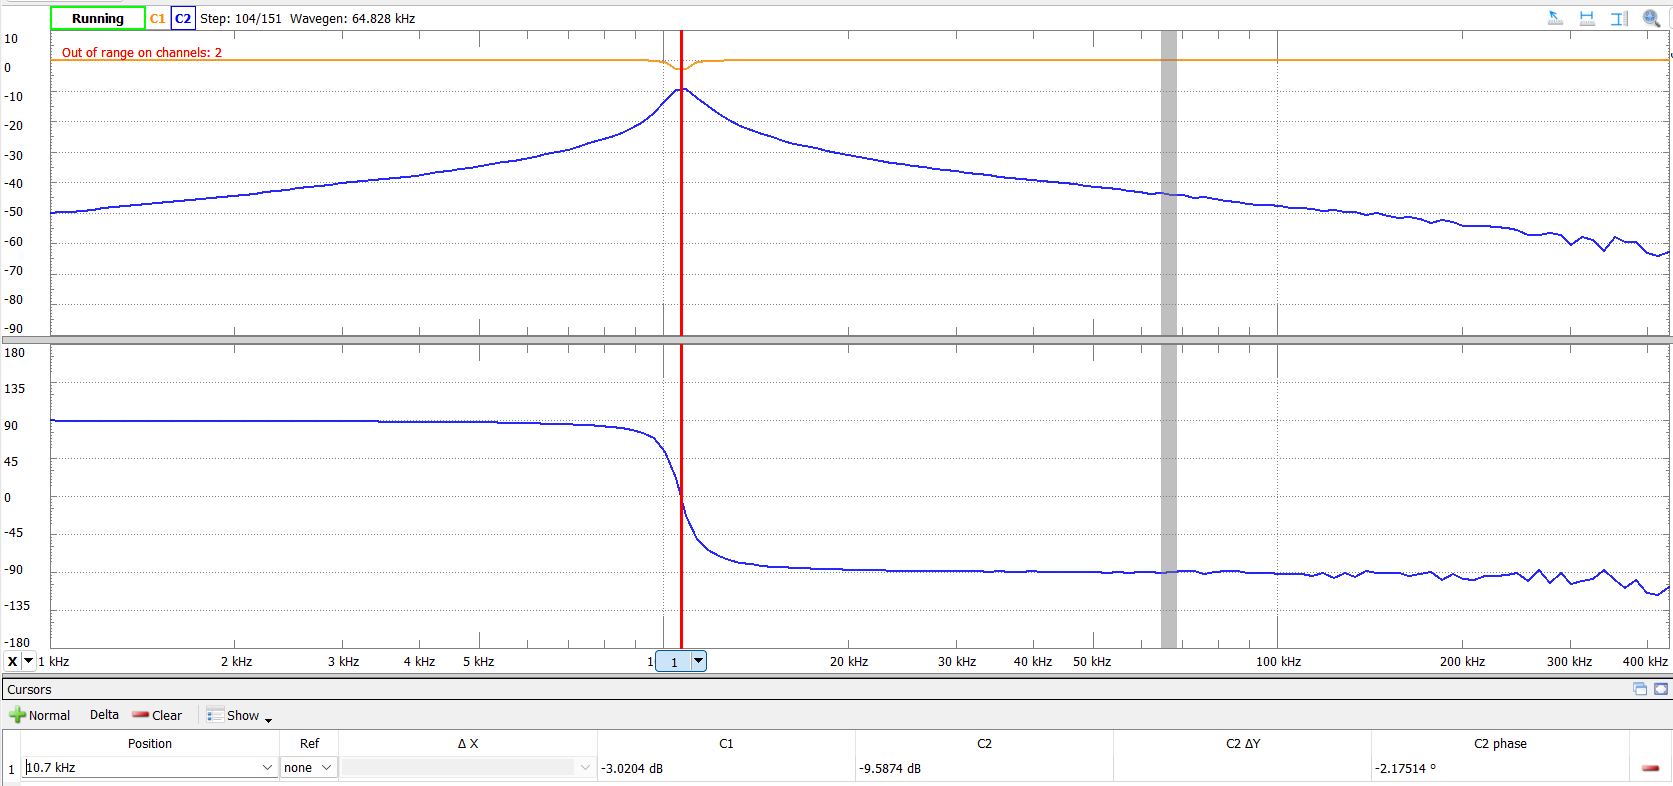 Running C1 C2 Step: 104/151 Wavegen: 64.828 kHz
10
Out of range on channels: 2
0
-10
-20
-30
-40
-50
-60
-70
-80
-90
180
135
90
45
0
-45
-90
-135
-180
X 1 kHz 2 kHz 3 kHz 4 kHz 5 kHz 1 1 20 kHz 30 kHz 40 kHz 50 kHz 100 kHz 200 kHz 300 kHz 400 kHz
Cursors
Normal Delta Clear Show
Position Ref Δ X C1 C2 C2 ΔY C2 phase
1 10.7 kHz none -3.0204 dB -9.5874 dB -2.17514 °